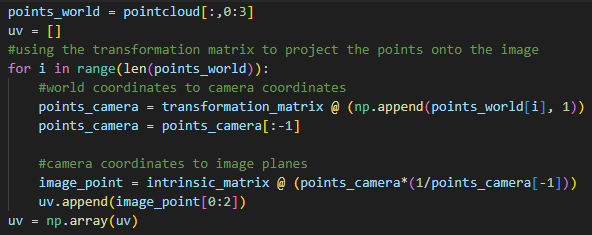 points_world = pointcloud[:,0:3]
uv = []
#using the transformation matrix to project the points onto the image
for i in range(len(points_world)):
    #world coordinates to camera coordinates
    points_camera = transformation_matrix @ (np.append(points_world[i], 1))
    points_camera = points_camera[:-1]

    #camera coordinates to image planes
    image_point = intrinsic_matrix @ (points_camera*(1/points_camera[-1]))
    uv.append(image_point[0:2])
uv = np.array(uv)